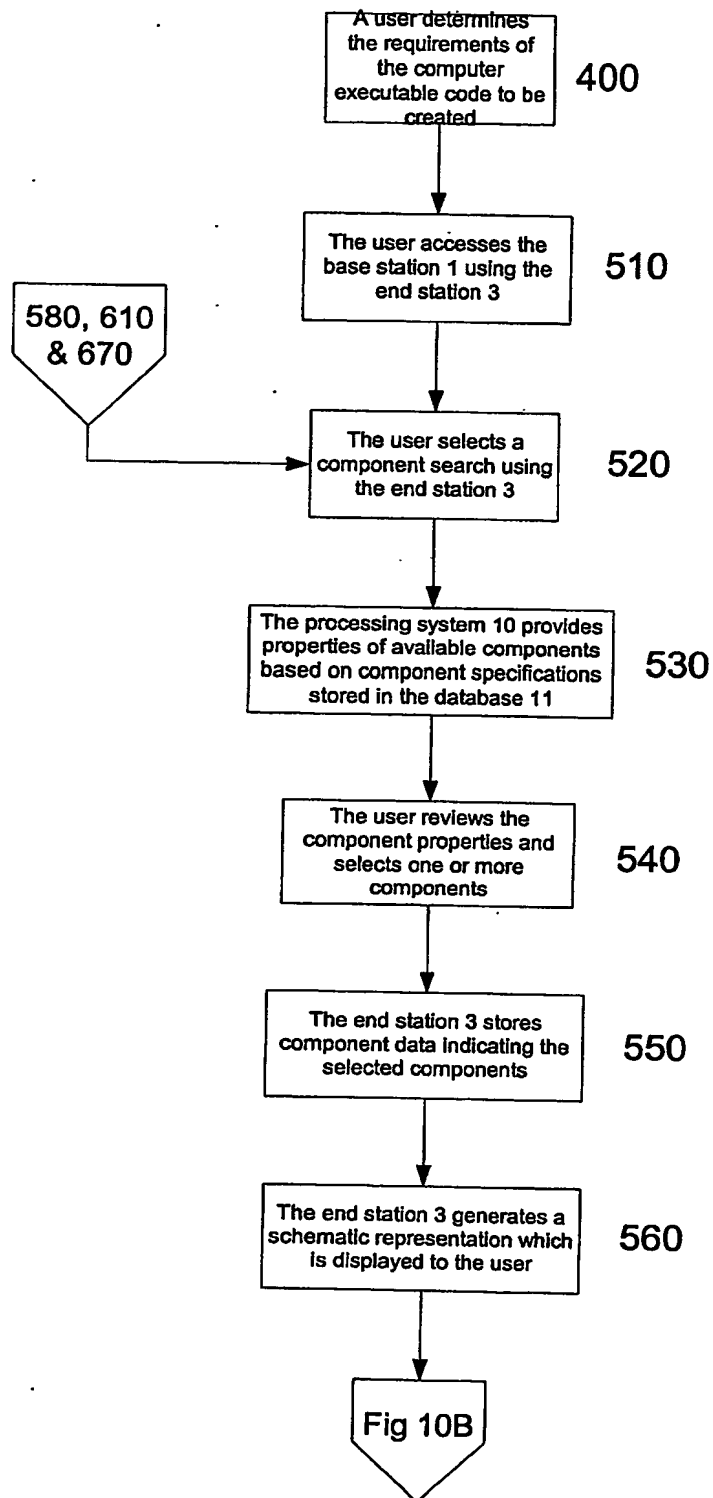 A user determines
the requirements of
the computer
executable code to be
created
400
The user accesses the
base station 1 using the
end station 3
510
580, 610
& 670
The user selects a
component search using
the end station 3
520
The processing system 10 provides
properties of available components
based on component specifications
stored in the database 11
530
The user reviews the
component properties and
selects one or more
components
540
The end station 3 stores
component data indicating the
selected components
550
The end station 3 generates a
schematic representation which
is displayed to the user
560
Fig 10B